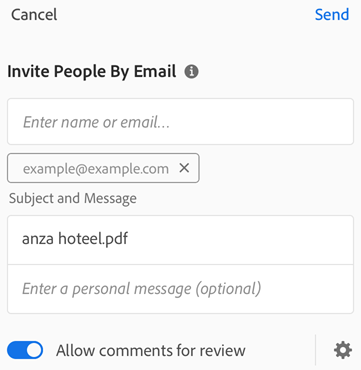 Cancel Send
Invite People By Email
Enter name or email...
example@example.com
Subject and Message
anza hoteel.pdf
Enter a personal message (optional)
Allow comments for review